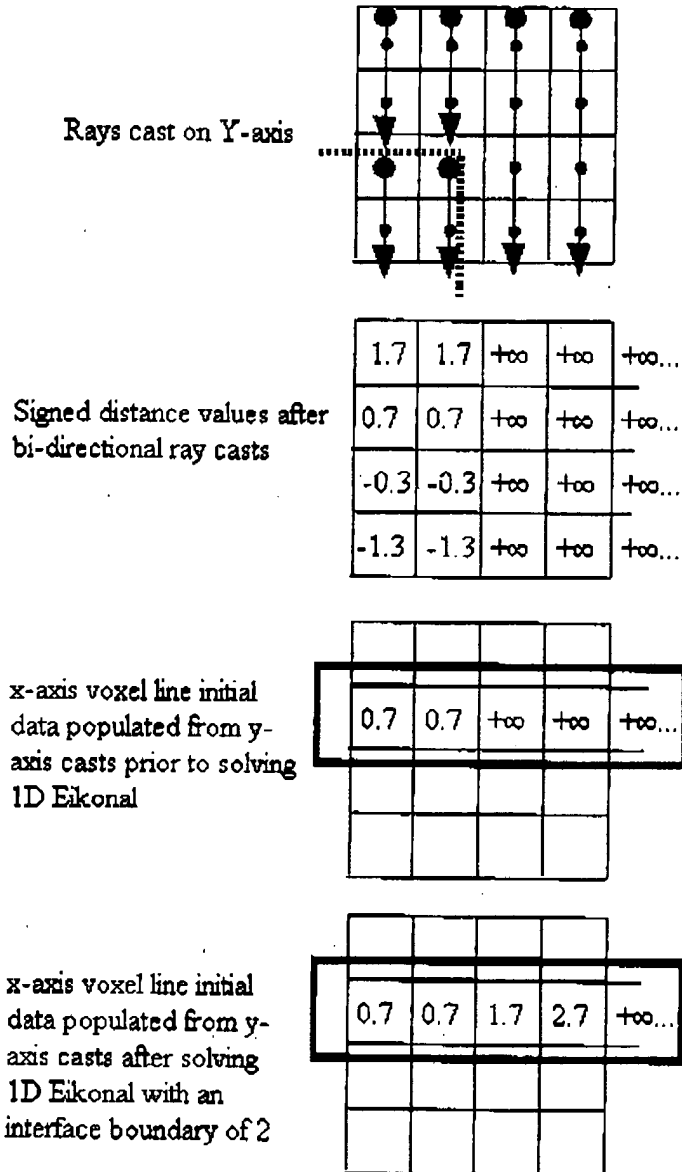 Rays cast on Y-axis
1.7 1.7 +∞ +∞ +∞...
Signed distance values after
bi-directional ray casts
0.7 0.7 +∞ +∞ +∞...
-0.3 -0.3 +∞ +∞ +∞...
-1.3 -1.3 +∞ +∞ +∞...
x-axis voxel line initial
data populated from y-
axis casts prior to solving
1D Eikonal
0.7 0.7 +∞ +∞ +∞...
x-axis voxel line initial
data populated from y-
axis casts after solving
1D Eikonal with an
interface boundary of 2
0.7 0.7 1.7 2.7 +∞...